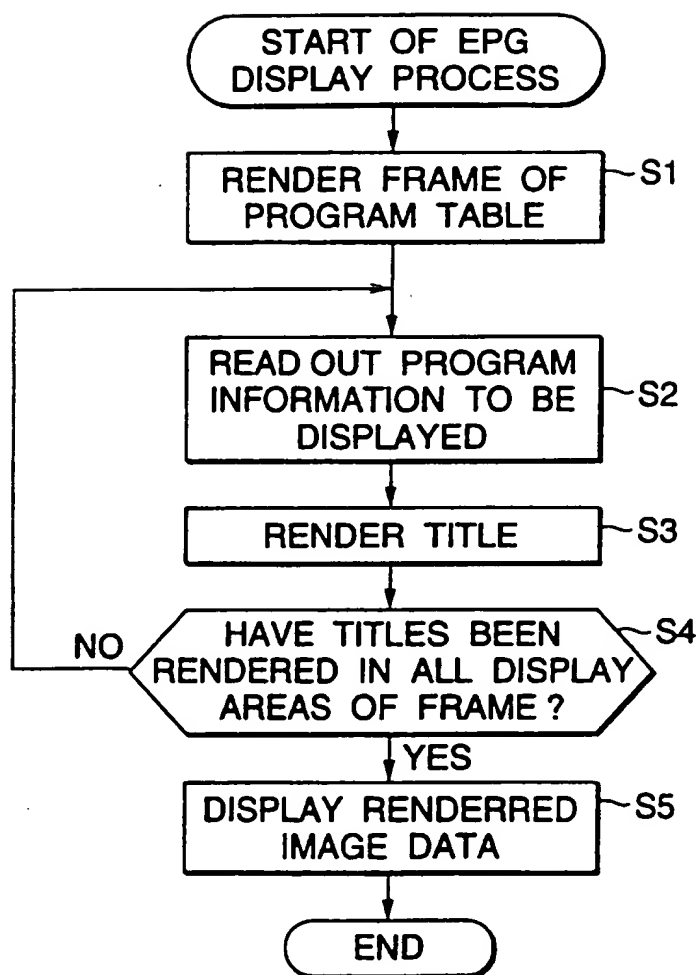 START OF EPG
DISPLAY PROCESS
RENDER FRAME OF
PROGRAM TABLE
S1
READ OUT PROGRAM
INFORMATION TO BE
DISPLAYED
S2
RENDER TITLE
S3
HAVE TITLES BEEN
RENDERED IN ALL DISPLAY
AREAS OF FRAME ?
S4
NO
YES
DISPLAY RENDERRED
IMAGE DATA
S5
END